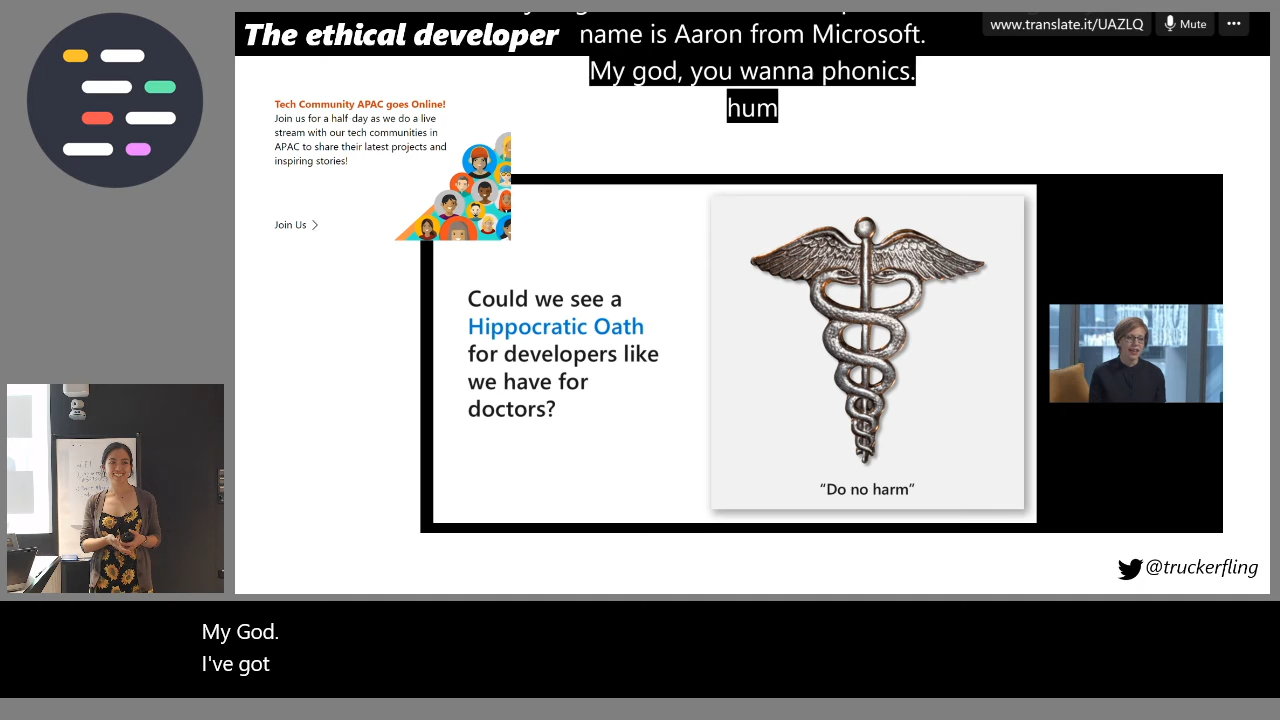 The ethical developer
name is Aaron from Microsoft.
My god, you wanna phonics.
hum
www.translate.it/UAZLQ
Mute
Tech Community APAC goes Online!
Join us for a half day as we do a live
stream with our tech communities in
APAC to share their latest projects and
inspiring stories!
Join Us
Could we see a
Hippocratic Oath
for developers like
we have for
doctors?
“Do no harm”
@truckerfling
My God.
I've got